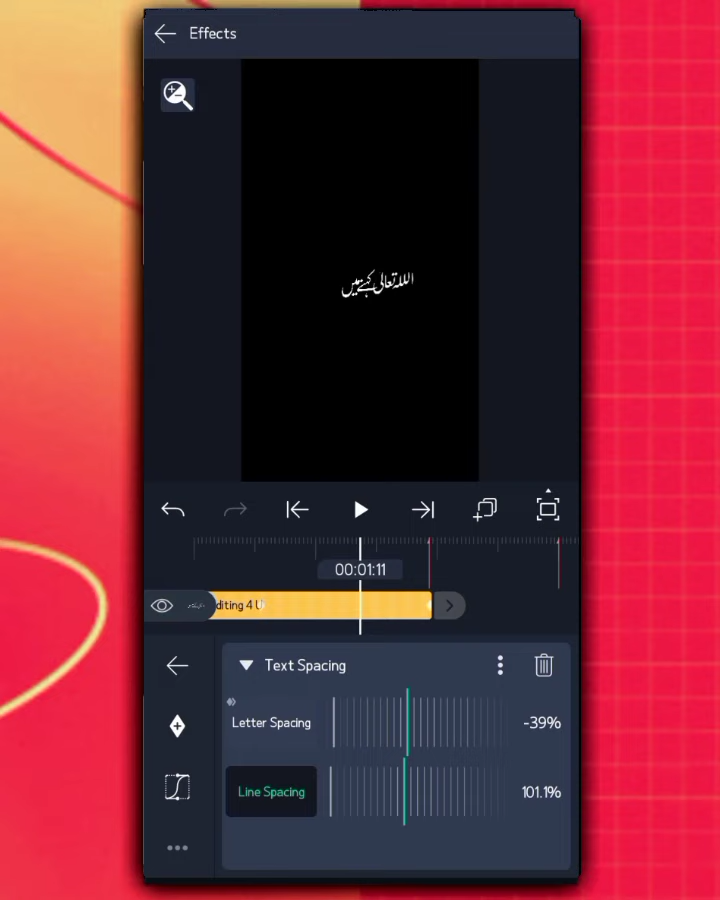 Effects
اللہ تعالی کہتے ہیں
00:01:11
diting 4 U
Text Spacing
Letter Spacing
-39%
Line Spacing
101.1%